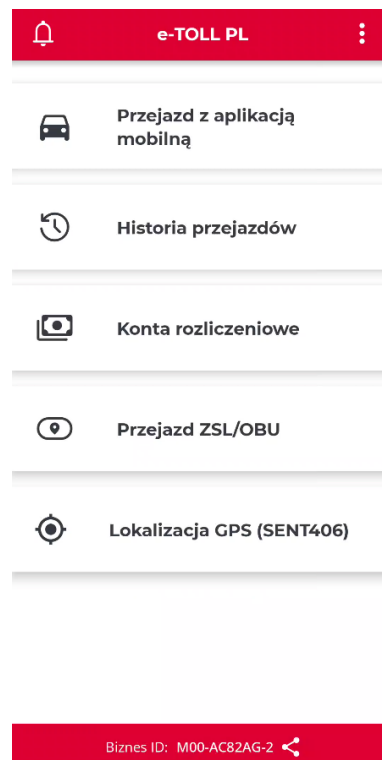 e-TOLL PL
Przejazd z aplikacją
mobilną
Historia przejazdów
Konta rozliczeniowe
Przejazd ZSL/OBU
Lokalizacja GPS (SENT406)
Biznes ID: M00-AC82AG-2